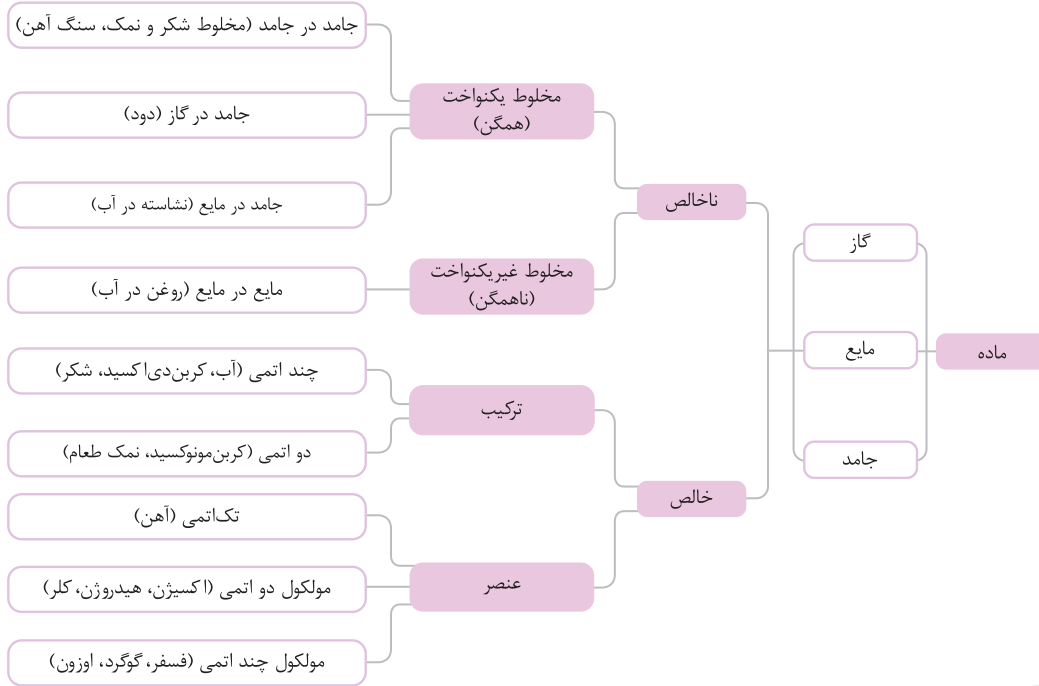 ماده
گاز
مایع
جامد
ناخالص
مخلوط یکنواخت
(همگن)
جامد در جامد (مخلوط شکر و نمک، سنگ آهن)
جامد در گاز (دود)
جامد در مایع (نشاسته در آب)
مخلوط غیریکنواخت
(ناهمگن)
مایع در مایع (روغن در آب)
خالص
ترکیب
چند اتمی (آب، کربن‌دی‌اکسید، شکر)
دو اتمی (کربن‌مونوکسید، نمک طعام)
عنصر
تک‌اتمی (آهن)
مولکول دو اتمی (اکسیژن، هیدروژن، کلر)
مولکول چند اتمی (فسفر، گوگرد، اوزون)